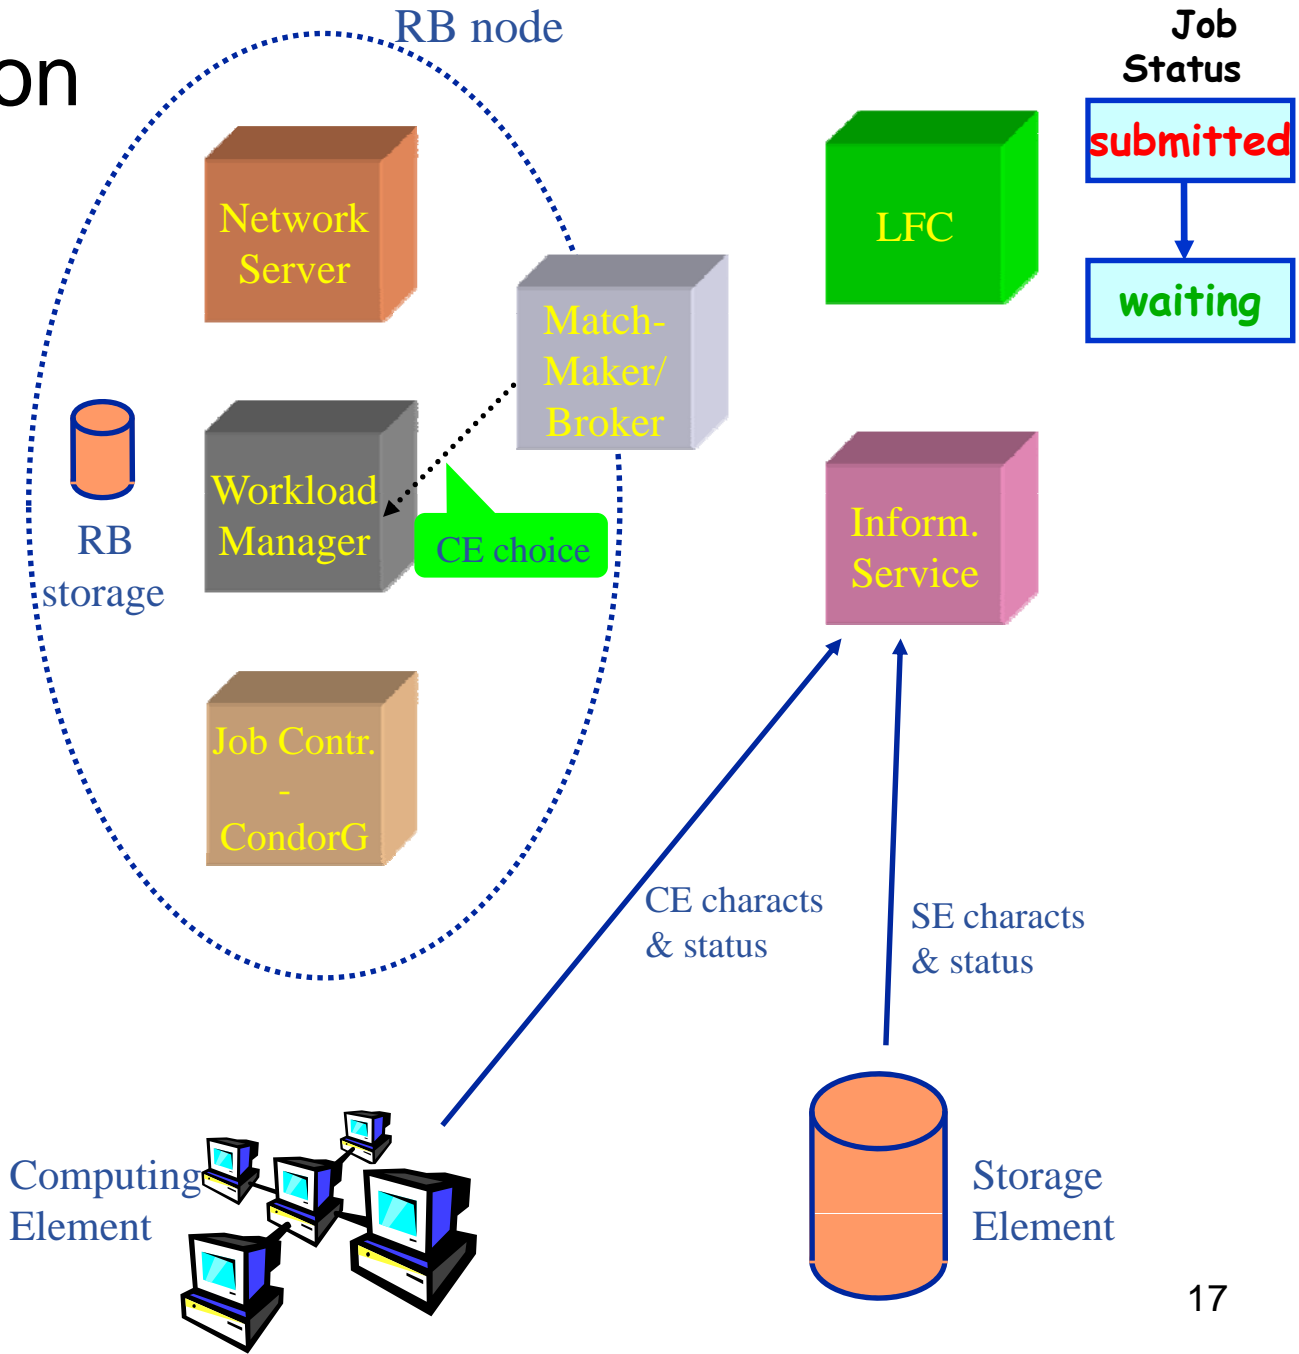 RB node
Job
Status
on
submitted
Network
Server
LFC
waiting
Match-
Maker/
Broker
Workload
Manager
CE choice
RB
storage
Inform.
Service
Job Contr.
-
CondorG
CE characts
& status
SE characts
& status
Computing
Element
Storage
Element
17